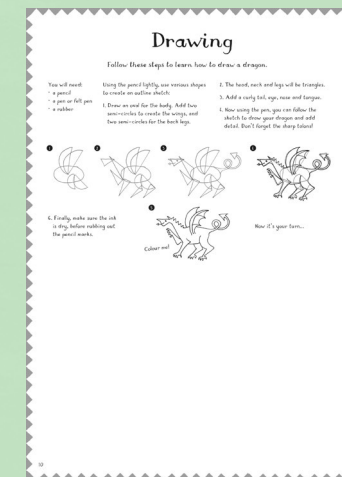 Drawing
Follow these steps to learn how to draw a dragon.
You will need:
- a pencil
- a pen or felt pen
- a rubber
Using the pencil lightly, use various shapes
to create an outline sketch:
1. Draw an oval for the body. Add two
semi-circles to create the wings, and
two semi-circles for the back legs.
2. The head, neck and legs will be triangles.
3. Add a curly tail, eye, nose and tongue.
4. Now using the pen, you can follow the
sketch to draw your dragon and add
detail. Don't forget the sharp talons!
1
2
3
4
5
6. Finally, make sure the ink
is dry, before rubbing out
the pencil marks.
Colour me!
Now it's your turn...